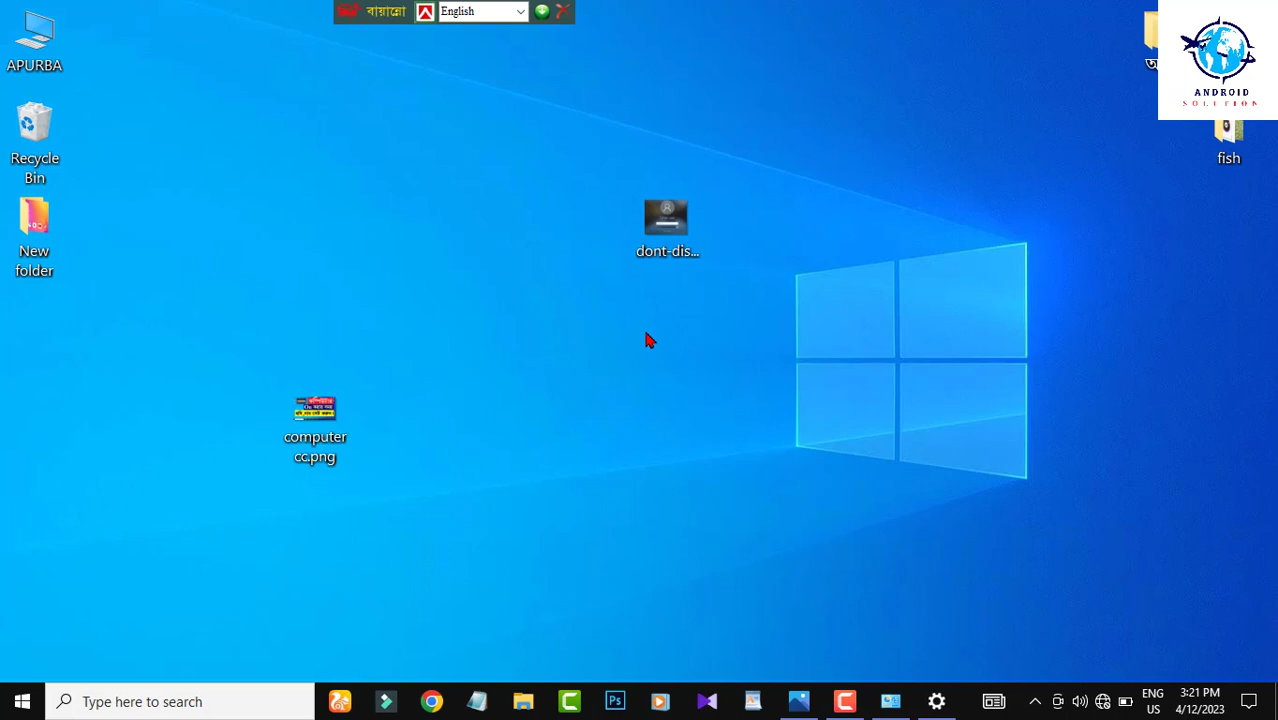 বায়ান্নো
English
APURBA
Recycle
Bin
New
folder
dont-dis...
computer
cc.png
ANDROID
SOLUTION
fish
Type here to search
Ps
ENG
US
3:21 PM
4/12/2023